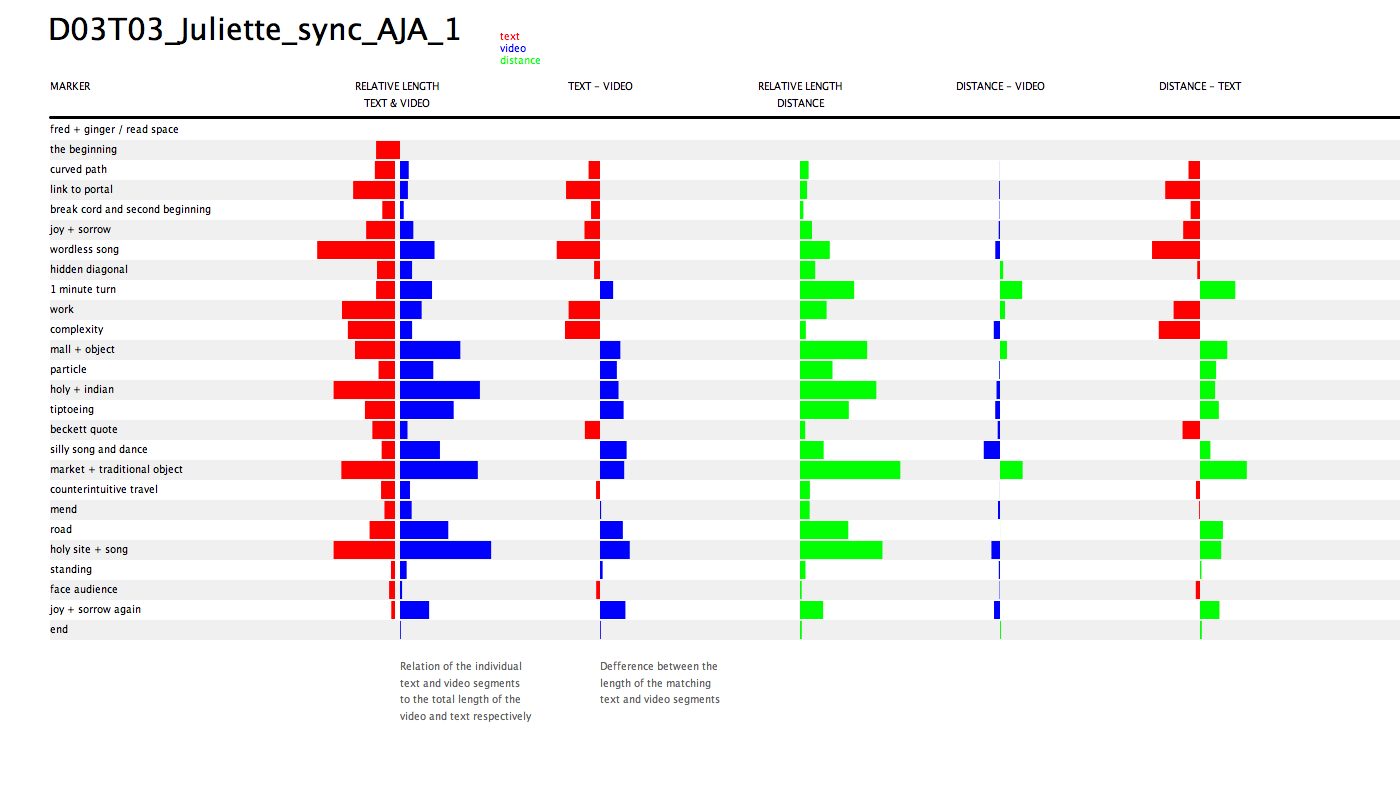 D03T03_Juliette_sync_AJA_1
text
video
distance
MARKER
RELATIVE LENGTH
TEXT & VIDEO
TEXT – VIDEO
RELATIVE LENGTH
DISTANCE
DISTANCE – VIDEO
DISTANCE – TEXT
fred + ginger / read space
the beginning
curved path
link to portal
break cord and second beginning
joy + sorrow
wordless song
hidden diagonal
1 minute turn
work
complexity
mall + object
particle
holy + indian
tiptoeing
beckett quote
silly song and dance
market + traditional object
counterintuitive travel
mend
road
holy site + song
standing
face audience
joy + sorrow again
end
Relation of the individual
text and video segments
to the total length of the
video and text respectively
Defference between the
length of the matching
text and video segments